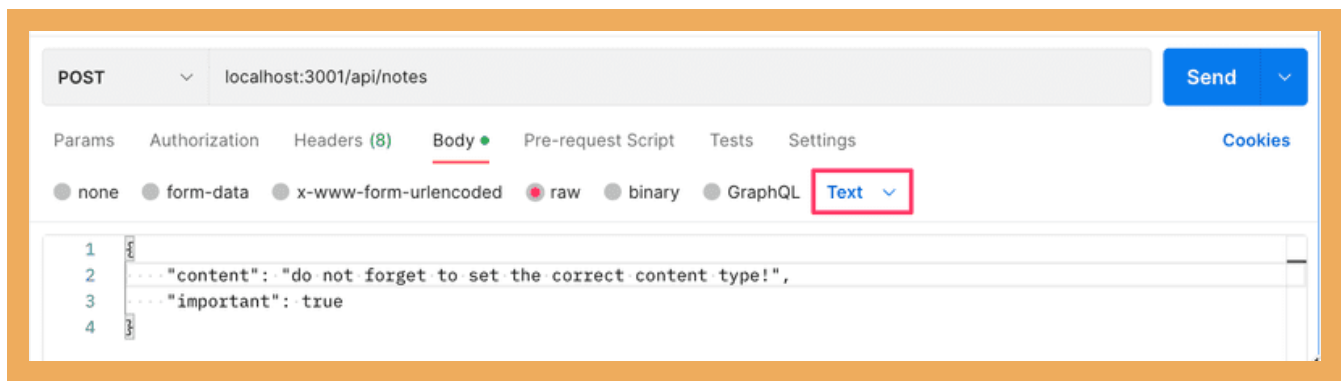 POST localhost:3001/api/notes Send
Params Authorization Headers (8) Body Pre-request Script Tests Settings Cookies
none form-data x-www-form-urlencoded raw binary GraphQL Text
1 {
2 "content": "do not forget to set the correct content type!",
3 "important": true
4 }